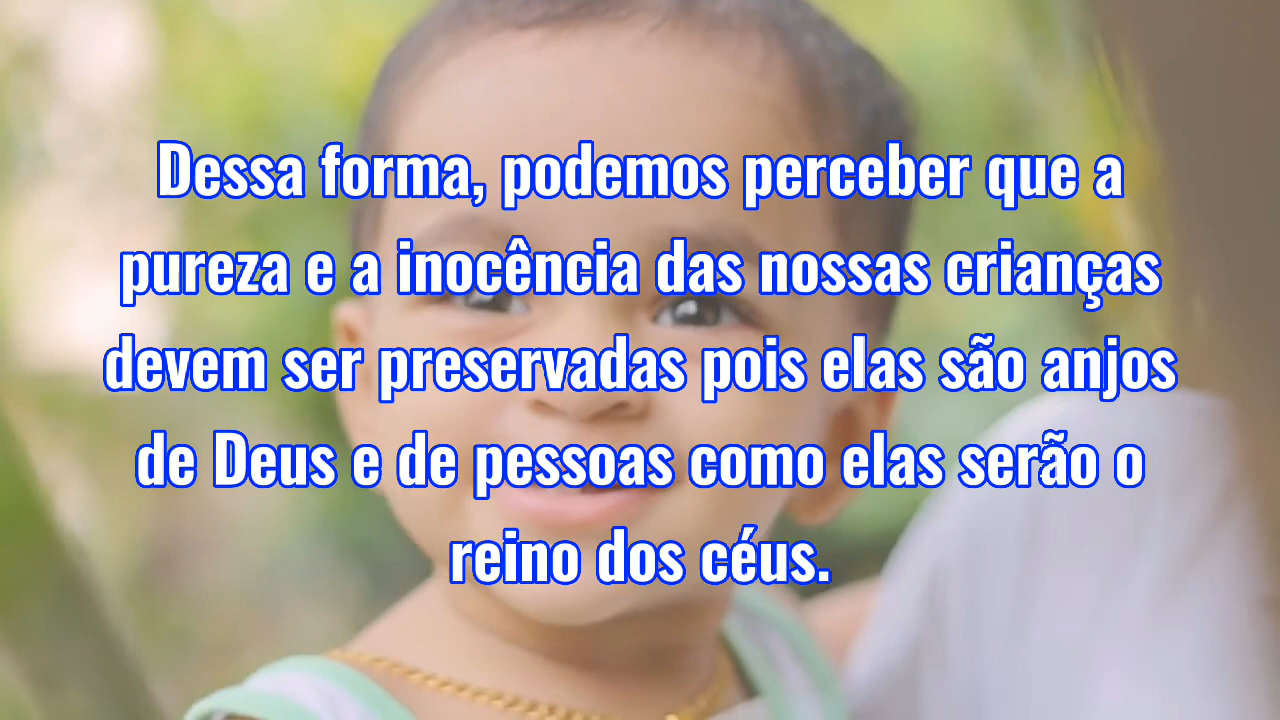 Dessa forma, podemos perceber que a
pureza e a inocência das nossas crianças
devem ser preservadas pois elas são anjos
de Deus e de pessoas como elas serão o
reino dos céus.